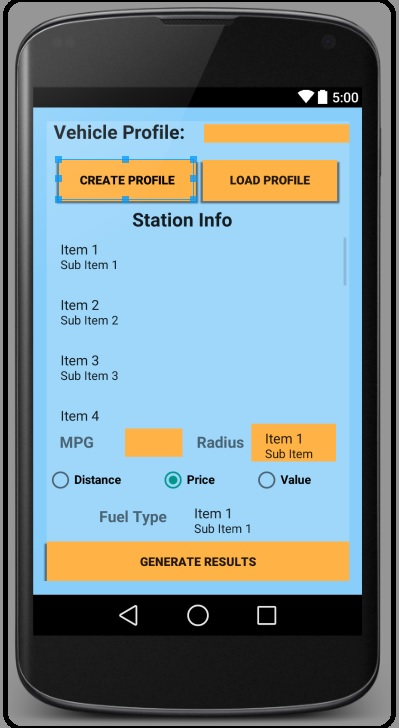 5:00
Vehicle Profile:
CREATE PROFILE LOAD PROFILE
Station Info
Item 1
Sub Item 1
Item 2
Sub Item 2
Item 3
Sub Item 3
Item 4
MPG Radius Item 1
Sub Item
Distance Price Value
Fuel Type Item 1
Sub Item 1
GENERATE RESULTS